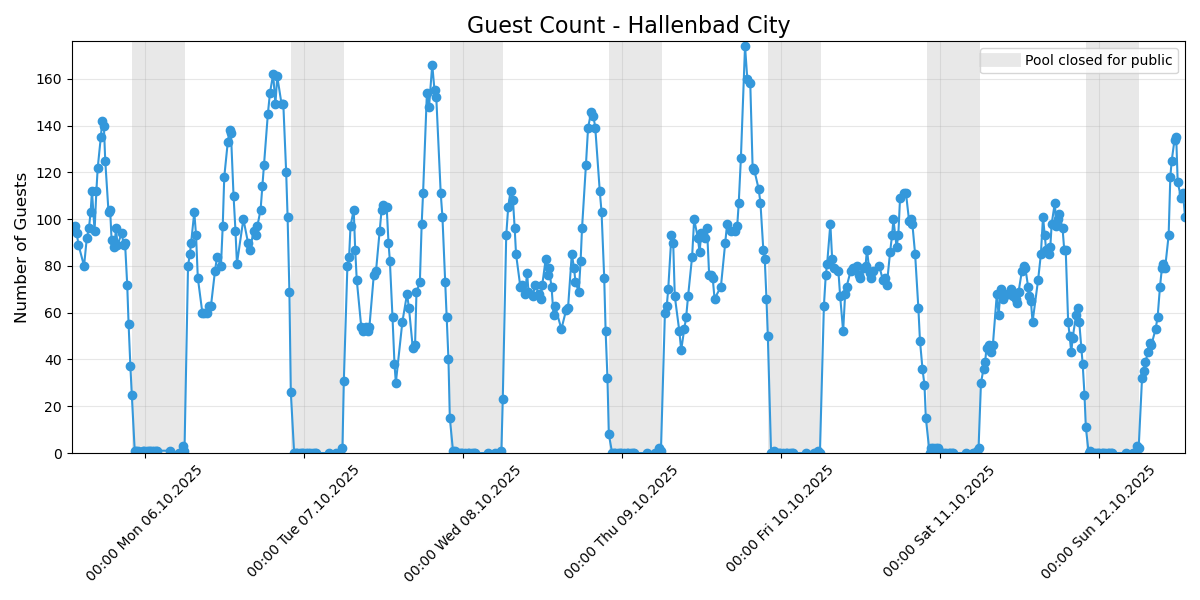 Guest Count - Hallenbad City
Pool closed for public
Number of Guests
160
140
120
100
80
60
40
20
0
00:00 Mon 06.10.2025
00:00 Tue 07.10.2025
00:00 Wed 08.10.2025
00:00 Thu 09.10.2025
00:00 Fri 10.10.2025
00:00 Sat 11.10.2025
00:00 Sun 12.10.2025